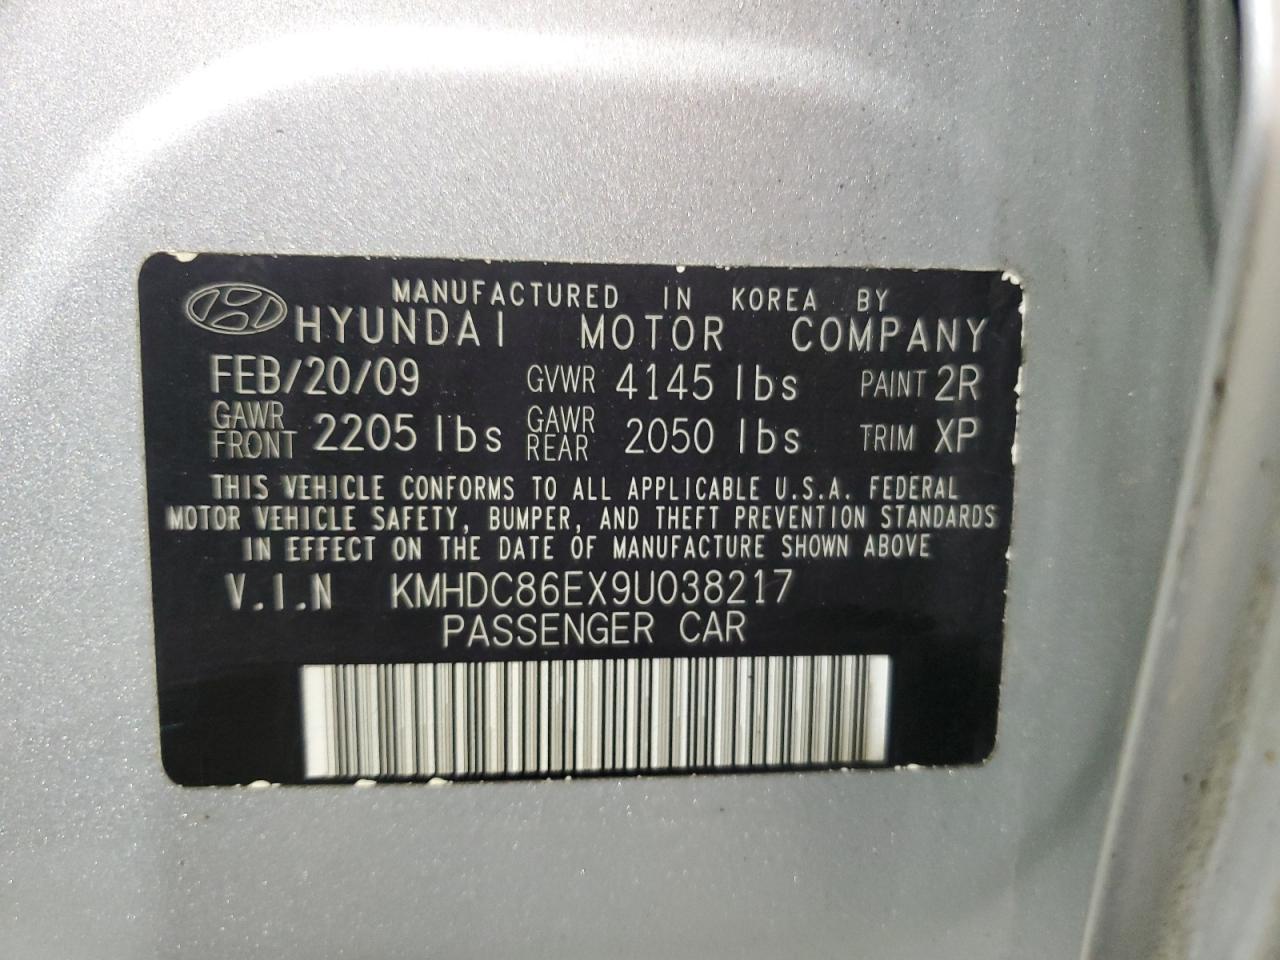 MANUFACTURED IN KOREA BY
HYUNDAI MOTOR COMPANY
FEB/20/09 GVWR 4145 lbs PAINT 2R
GAWR FRONT 2205 lbs GAWR REAR 2050 lbs TRIM XP
THIS VEHICLE CONFORMS TO ALL APPLICABLE U.S.A. FEDERAL
MOTOR VEHICLE SAFETY, BUMPER, AND THEFT PREVENTION STANDARDS
IN EFFECT ON THE DATE OF MANUFACTURE SHOWN ABOVE
V.I.N KMHDC86EX9U038217
PASSENGER CAR